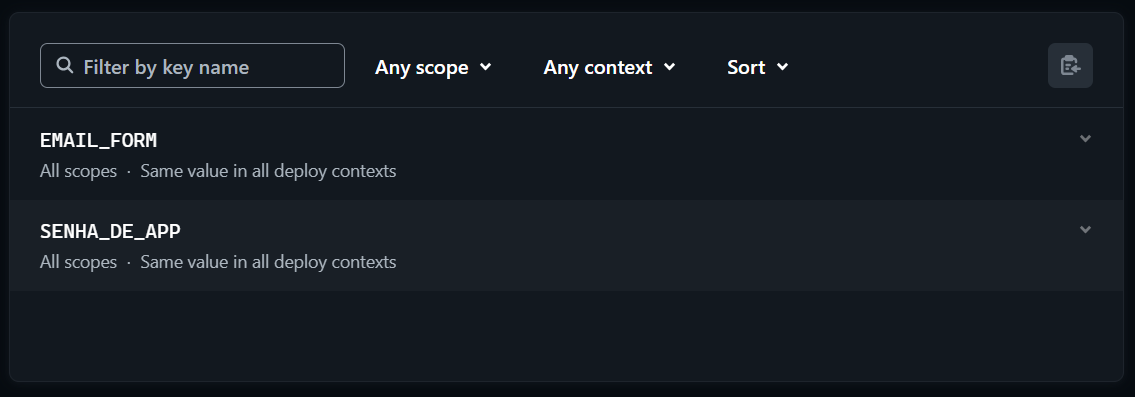 Filter by key name Any scope Any context Sort
EMAIL_FORM
All scopes · Same value in all deploy contexts
SENHA_DE_APP
All scopes · Same value in all deploy contexts